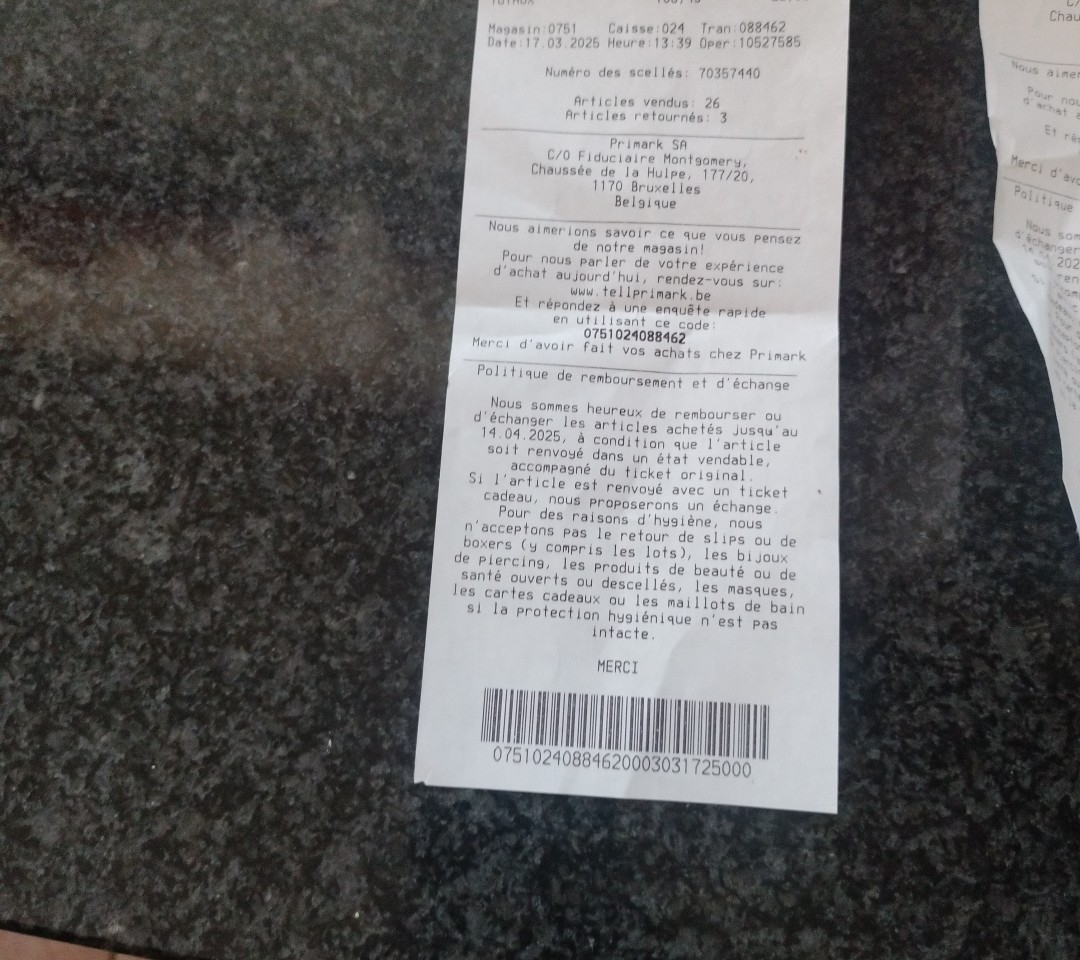 Magasin:0751 Caisse:024 Tran:088462
Date:17.03.2025 Heure:13:39 Oper:10527585
Numéro des scellés: 70357440
Articles vendus: 26
Articles retournés: 3
Primark SA
C/O Fiduciaire Montgomery,
Chaussée de la Hulpe, 177/20,
1170 Bruxelles
Belgique
Nous aimerions savoir ce que vous pensez
de notre magasin!
Pour nous parler de votre expérience
d'achat aujourd'hui, rendez-vous sur:
www.tellprimark.be
Et répondez à une enquête rapide
en utilisant ce code:
0751024088462
Merci d'avoir fait vos achats chez Primark
Politique de remboursement et d'échange
Nous sommes heureux de rembourser ou
d'échanger les articles achetés jusqu'au
14.04.2025, à condition que l'article
soit renvoyé dans un état vendable,
accompagné du ticket original.
Si l'article est renvoyé avec un ticket
cadeau, nous proposerons un échange.
Pour des raisons d'hygiène, nous
n'acceptons pas le retour de slips ou de
boxers (y compris les lots), les bijoux
de piercing, les produits de beauté ou de
santé ouverts ou descellés, les masques,
les cartes cadeaux ou les maillots de bain
si la protection hygiénique n'est pas
intacte.
MERCI
07510240884620003031725000
Nous
Pour
d'achat
Et
Merci
Politique
Nous
d'échanger